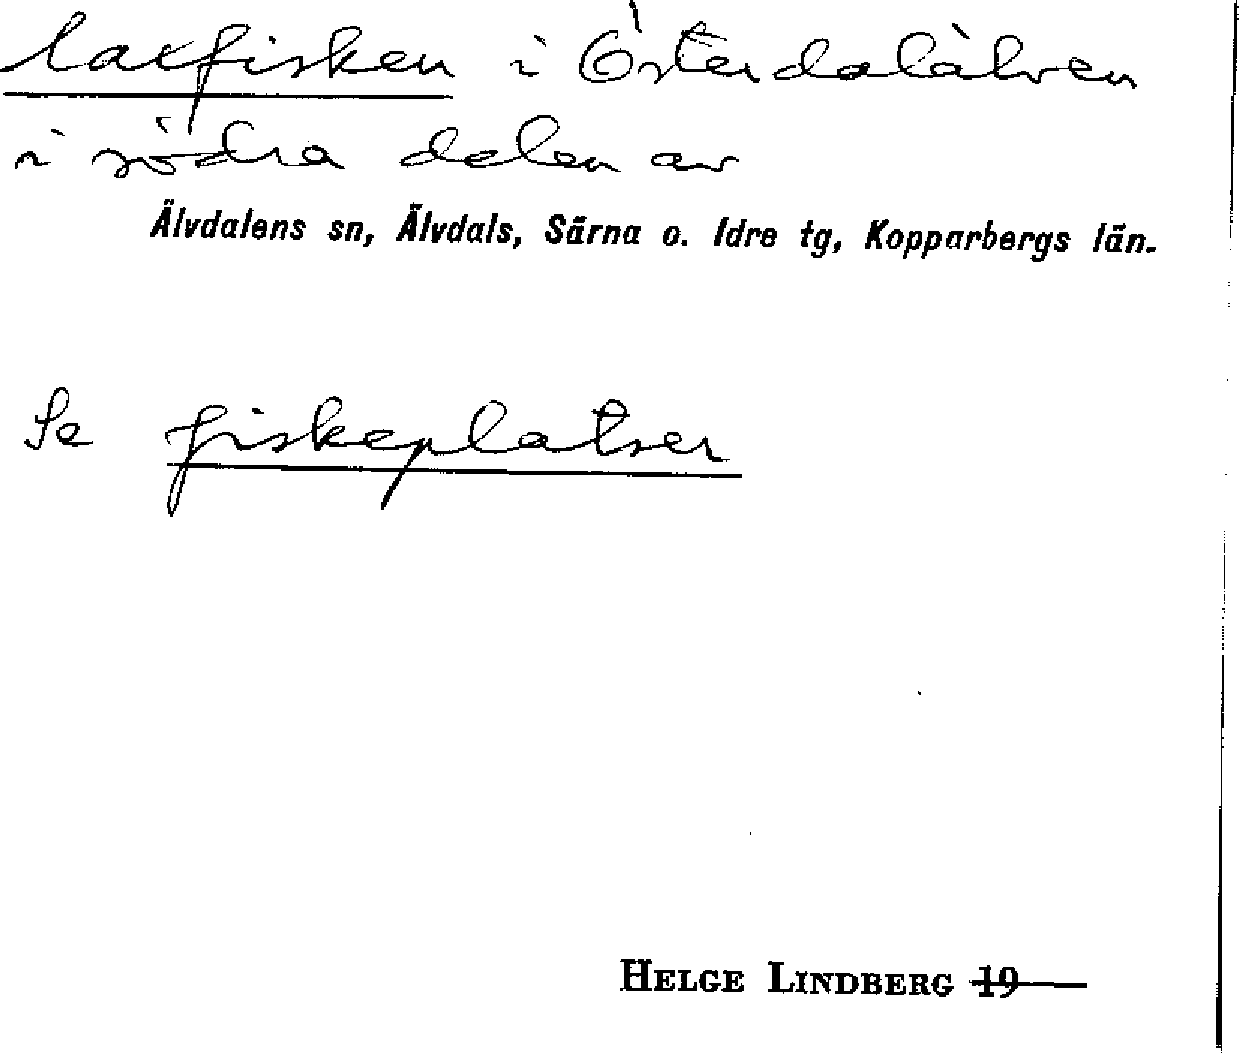 laxfisken i Österdalälven
i södra delen av
Älvdalens sn, Älvdals, Särna o. Idre tg, Kopparbergs län.
Se fiskeplatser
HELGE LINDBERG 19